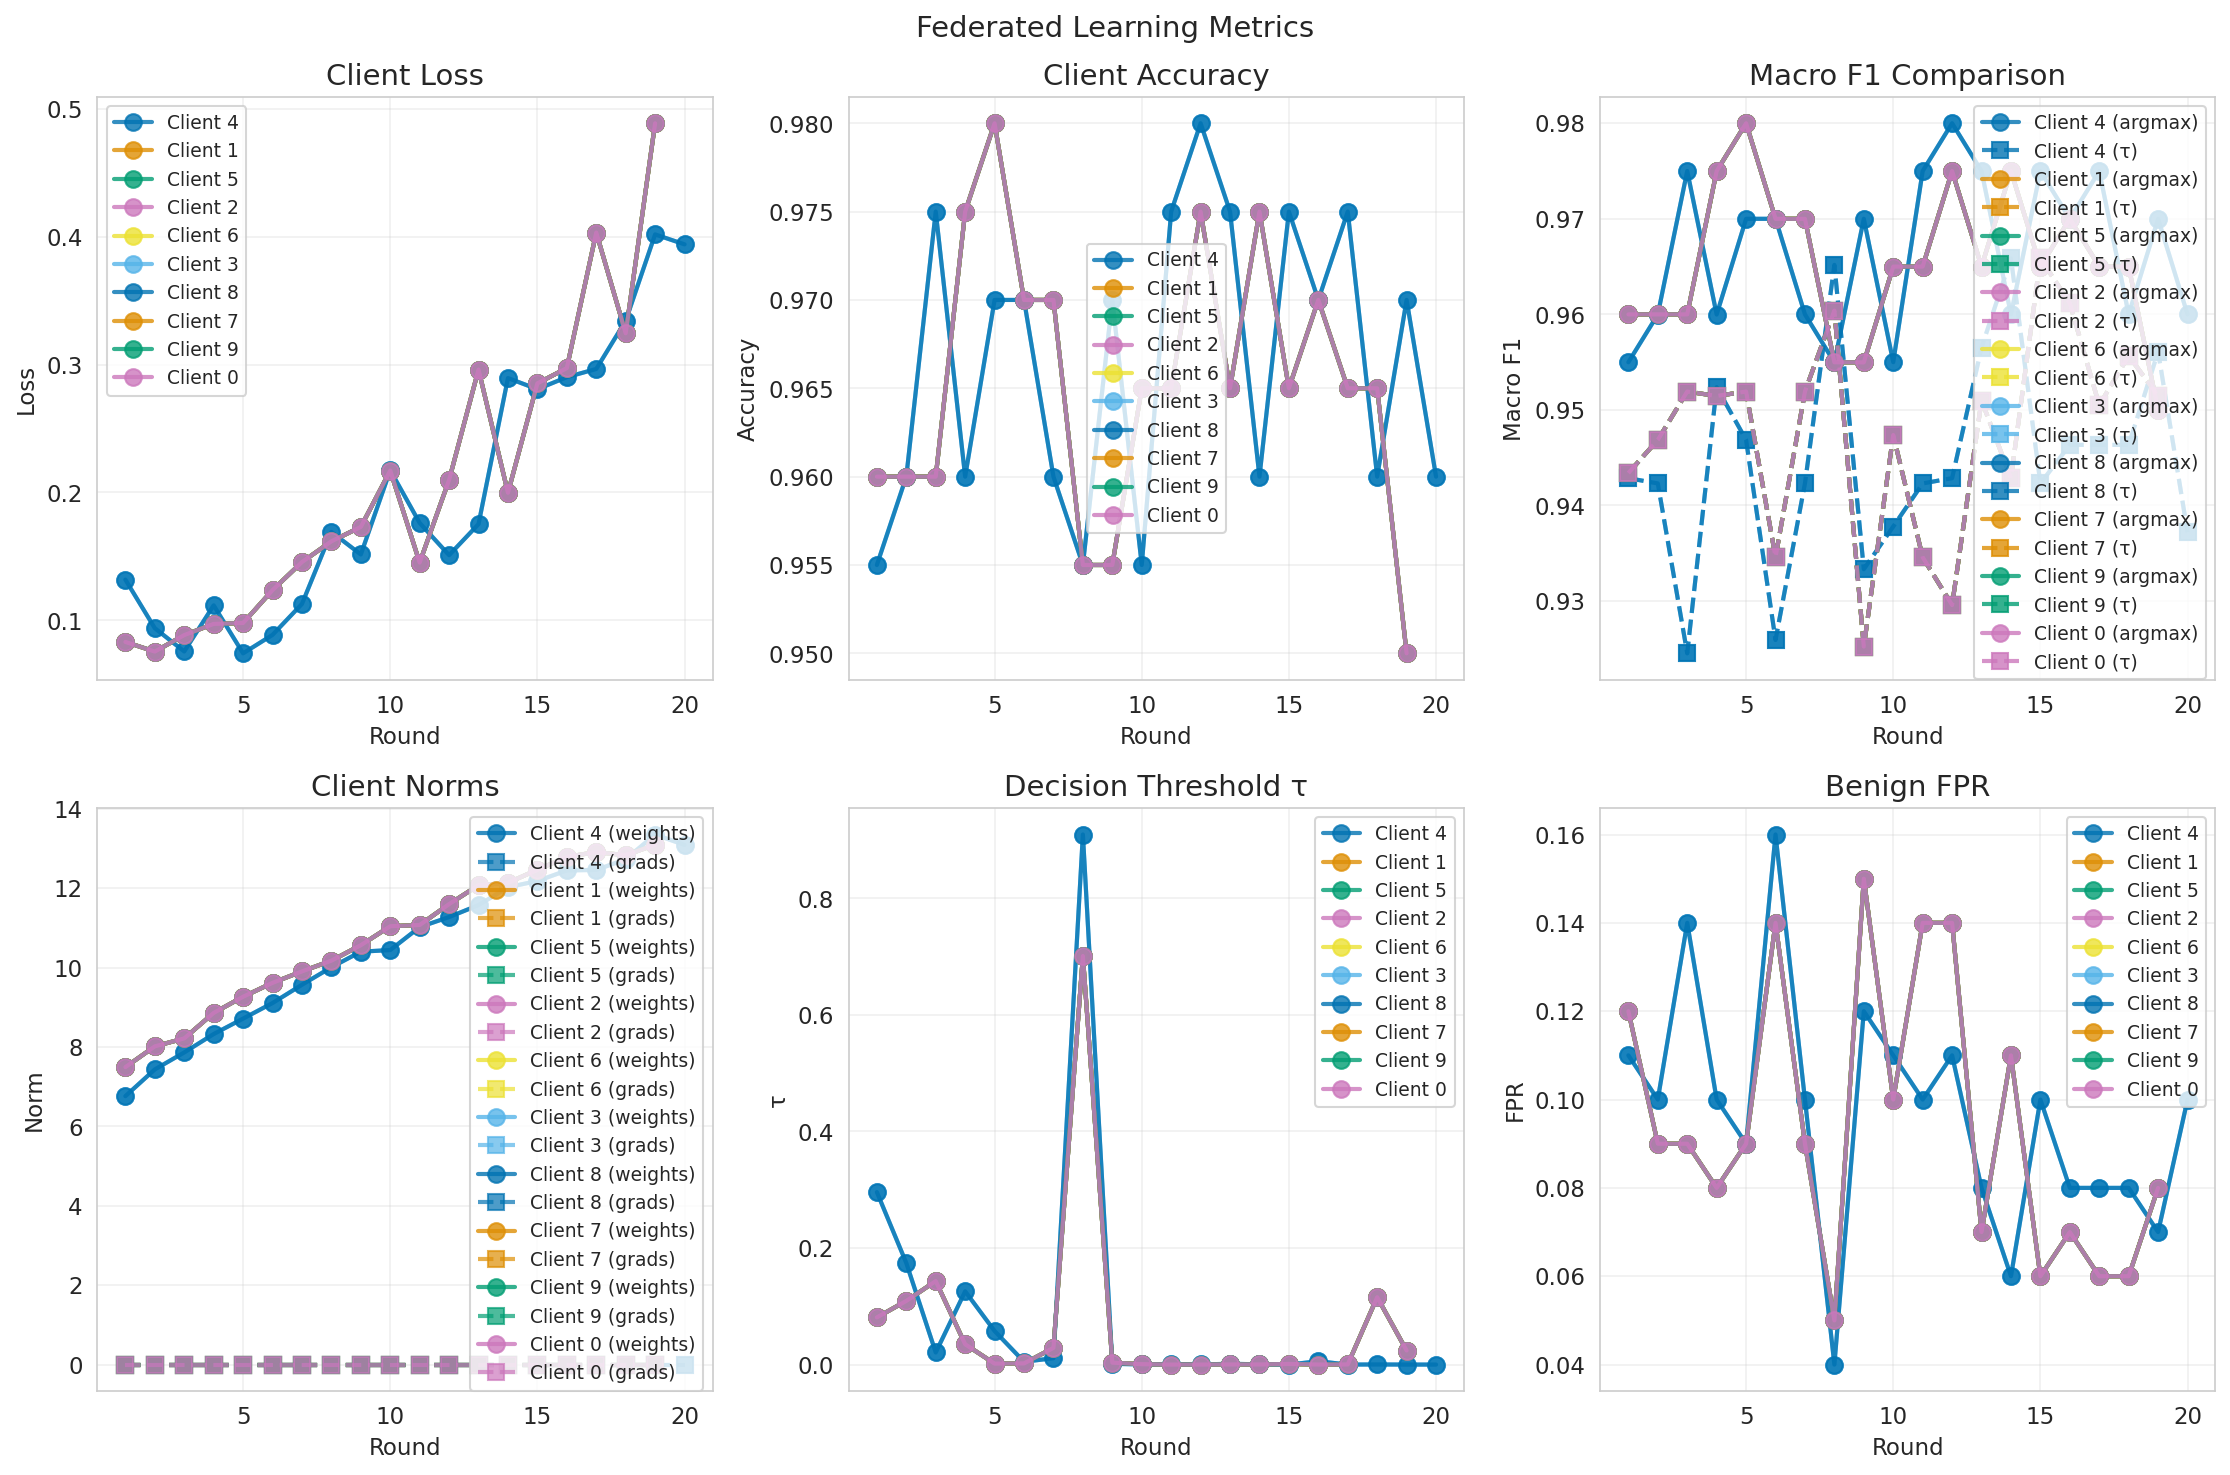 Federated Learning Metrics
Client Loss
0.5
0.4
0.3
0.2
0.1
Loss
5
10
15
20
Round
Client 4
Client 1
Client 5
Client 2
Client 6
Client 3
Client 8
Client 7
Client 9
Client 0
Client Accuracy
0.980
0.975
0.970
0.965
0.960
0.955
0.950
Accuracy
5
10
15
20
Round
Client 4
Client 1
Client 5
Client 2
Client 6
Client 3
Client 8
Client 7
Client 9
Client 0
Macro F1 Comparison
0.98
0.97
0.96
0.95
0.94
0.93
Macro F1
5
10
15
20
Round
Client 4 (argmax)
Client 4 (τ)
Client 1 (argmax)
Client 1 (τ)
Client 5 (argmax)
Client 5 (τ)
Client 2 (argmax)
Client 2 (τ)
Client 6 (argmax)
Client 6 (τ)
Client 3 (argmax)
Client 3 (τ)
Client 8 (argmax)
Client 8 (τ)
Client 7 (argmax)
Client 7 (τ)
Client 9 (argmax)
Client 9 (τ)
Client 0 (argmax)
Client 0 (τ)
Client Norms
14
12
10
8
6
4
2
0
Norm
5
10
15
20
Round
Client 4 (weights)
Client 4 (grads)
Client 1 (weights)
Client 1 (grads)
Client 5 (weights)
Client 5 (grads)
Client 2 (weights)
Client 2 (grads)
Client 6 (weights)
Client 6 (grads)
Client 3 (weights)
Client 3 (grads)
Client 8 (weights)
Client 8 (grads)
Client 7 (weights)
Client 7 (grads)
Client 9 (weights)
Client 9 (grads)
Client 0 (weights)
Client 0 (grads)
Decision Threshold τ
0.8
0.6
0.4
0.2
0.0
τ
5
10
15
20
Round
Client 4
Client 1
Client 5
Client 2
Client 6
Client 3
Client 8
Client 7
Client 9
Client 0
Benign FPR
0.16
0.14
0.12
0.10
0.08
0.06
0.04
FPR
5
10
15
20
Round
Client 4
Client 1
Client 5
Client 2
Client 6
Client 3
Client 8
Client 7
Client 9
Client 0